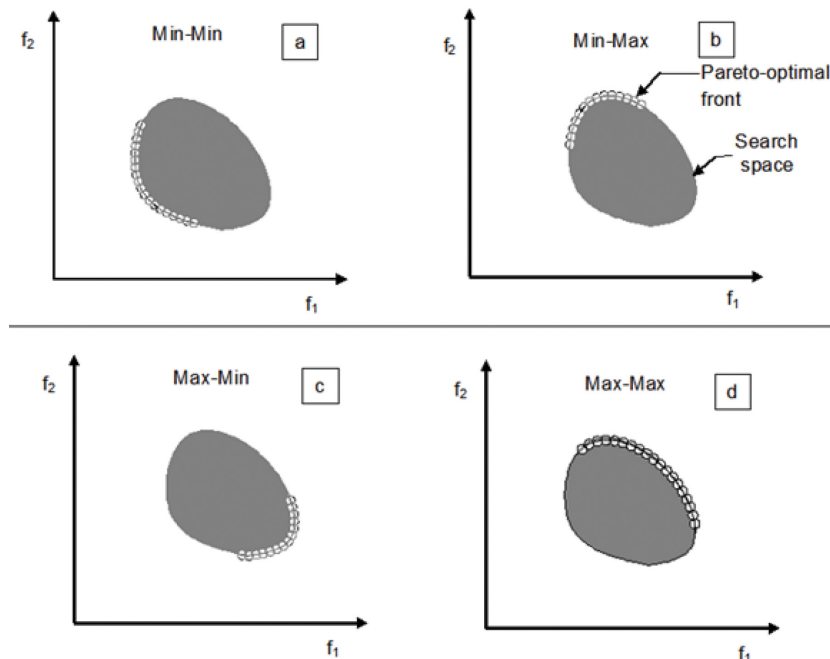 f2
Min-Min
a
f1
f2
Min-Max
b
Pareto-optimal
front
Search
space
f1
f2
Max-Min
c
f1
f2
Max-Max
d
f1